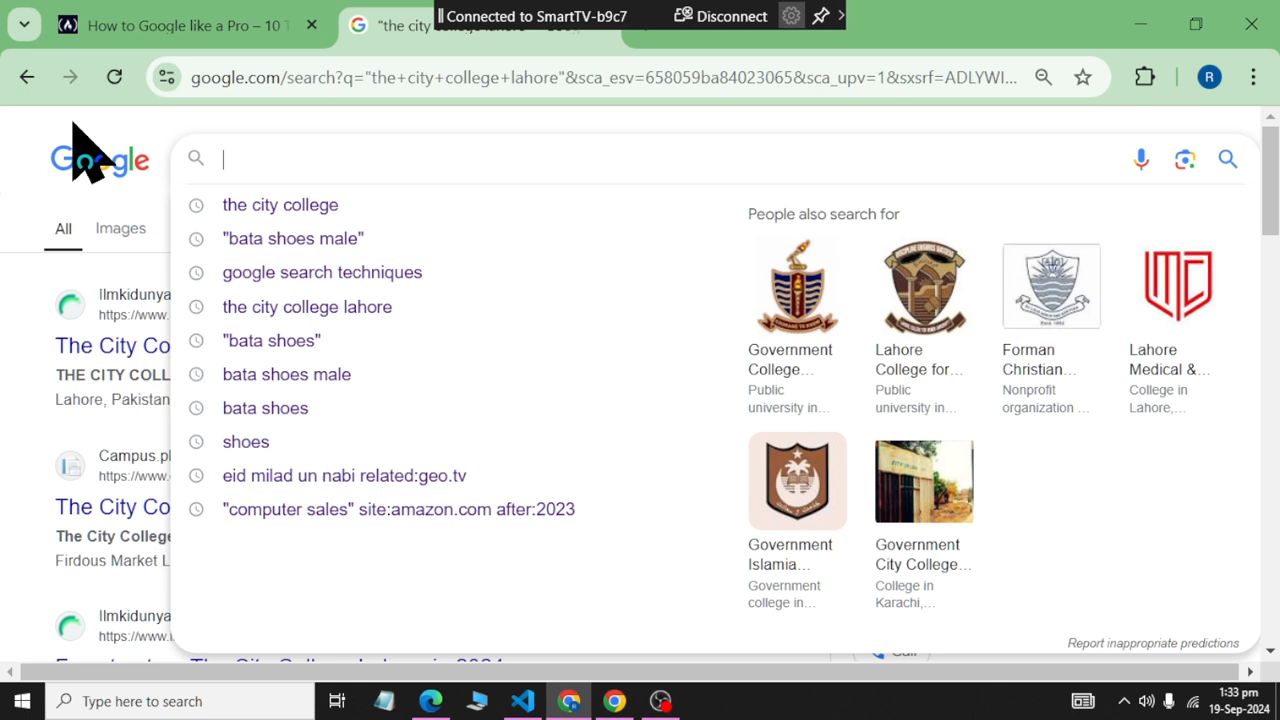 How to Google like a Pro – 10
"the city
Connected to SmartTV-b9c7
Disconnect
google.com/search?q="the+city+college+lahore"&sca_esv=658059ba84023065&sca_upv=1&sxsrf=ADLYWI...
R
Google
All Images
the city college
"bata shoes male"
google search techniques
the city college lahore
"bata shoes"
bata shoes male
bata shoes
shoes
eid milad un nabi related:geo.tv
"computer sales" site:amazon.com after:2023
People also search for
Government College...
Public university in...
Lahore College for...
Public university in...
Forman Christian...
Nonprofit organization ...
Lahore Medical &...
College in Lahore,...
Government Islamia...
Government college in...
Government City College...
College in Karachi,...
Report inappropriate predictions
Ilmkidunya
https://www.
The City Co
THE CITY COLL
Lahore, Pakistan
https://www.
The City Co
The City College
Firdous Market L
Ilmkidunya
Type here to search
1:33 pm
19-Sep-2024